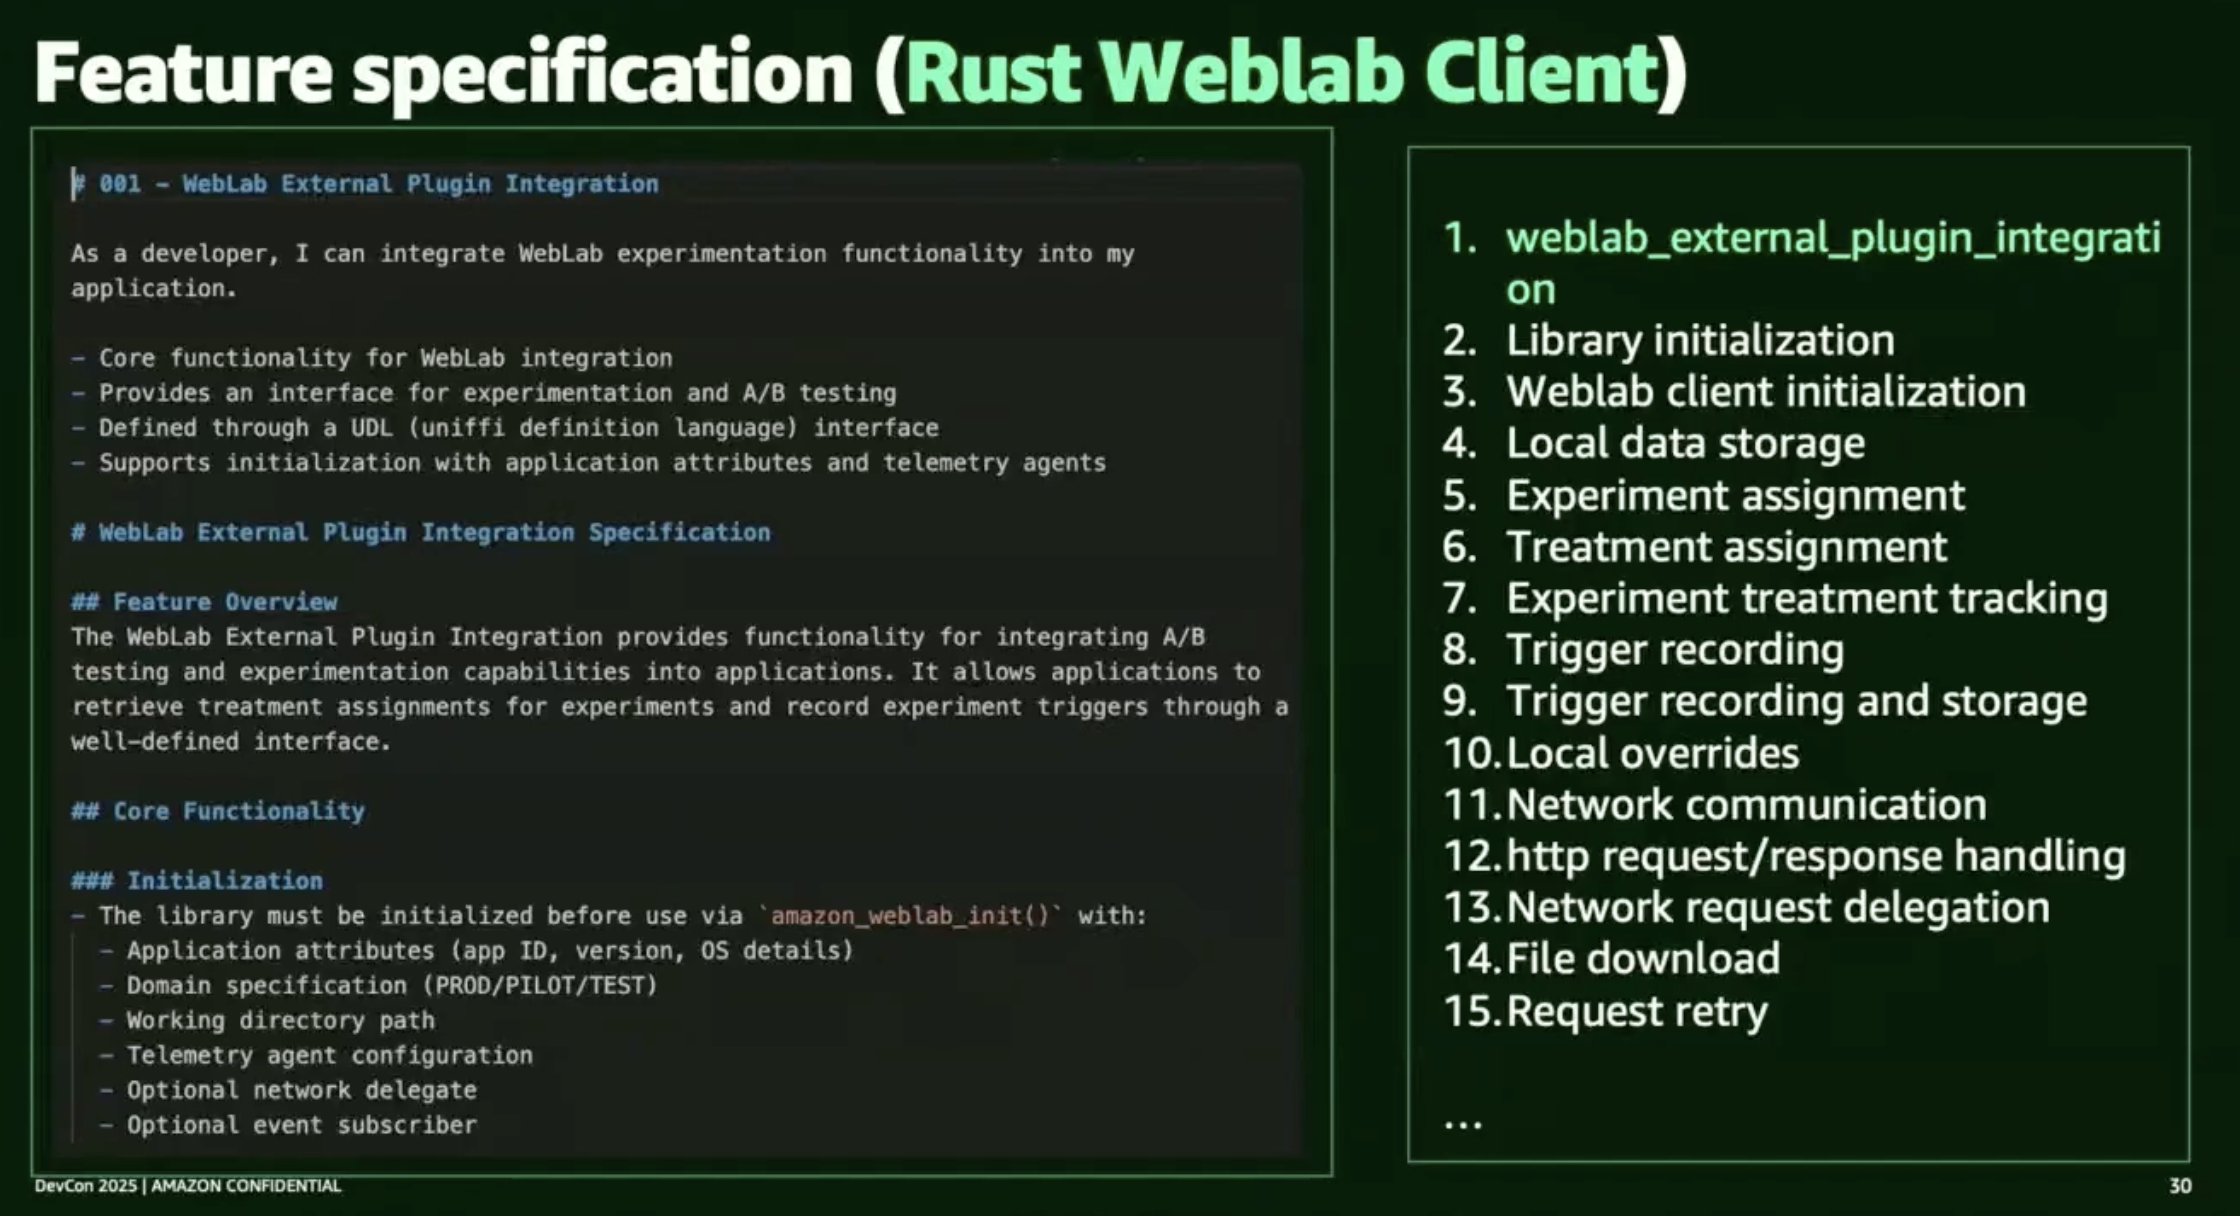 Feature specification (Rust Weblab Client)
# 001 - WebLab External Plugin Integration
As a developer, I can integrate WebLab experimentation functionality into my
application.
- Core functionality for WebLab integration
- Provides an interface for experimentation and A/B testing
- Defined through a UDL (uniffi definition language) interface
- Supports initialization with application attributes and telemetry agents
# WebLab External Plugin Integration Specification
## Feature Overview
The WebLab External Plugin Integration provides functionality for integrating A/B
testing and experimentation capabilities into applications. It allows applications to
retrieve treatment assignments for experiments and record experiment triggers through a
well-defined interface.
## Core Functionality
### Initialization
- The library must be initialized before use via `amazon_weblab_init()` with:
- Application attributes (app ID, version, OS details)
- Domain specification (PROD/PILOT/TEST)
- Working directory path
- Telemetry agent configuration
- Optional network delegate
- Optional event subscriber
1. weblab_external_plugin_integrati
on
2. Library initialization
3. Weblab client initialization
4. Local data storage
5. Experiment assignment
6. Treatment assignment
7. Experiment treatment tracking
8. Trigger recording
9. Trigger recording and storage
10. Local overrides
11. Network communication
12. http request/response handling
13. Network request delegation
14. File download
15. Request retry
...
DevCon 2025 | AMAZON CONFIDENTIAL
30